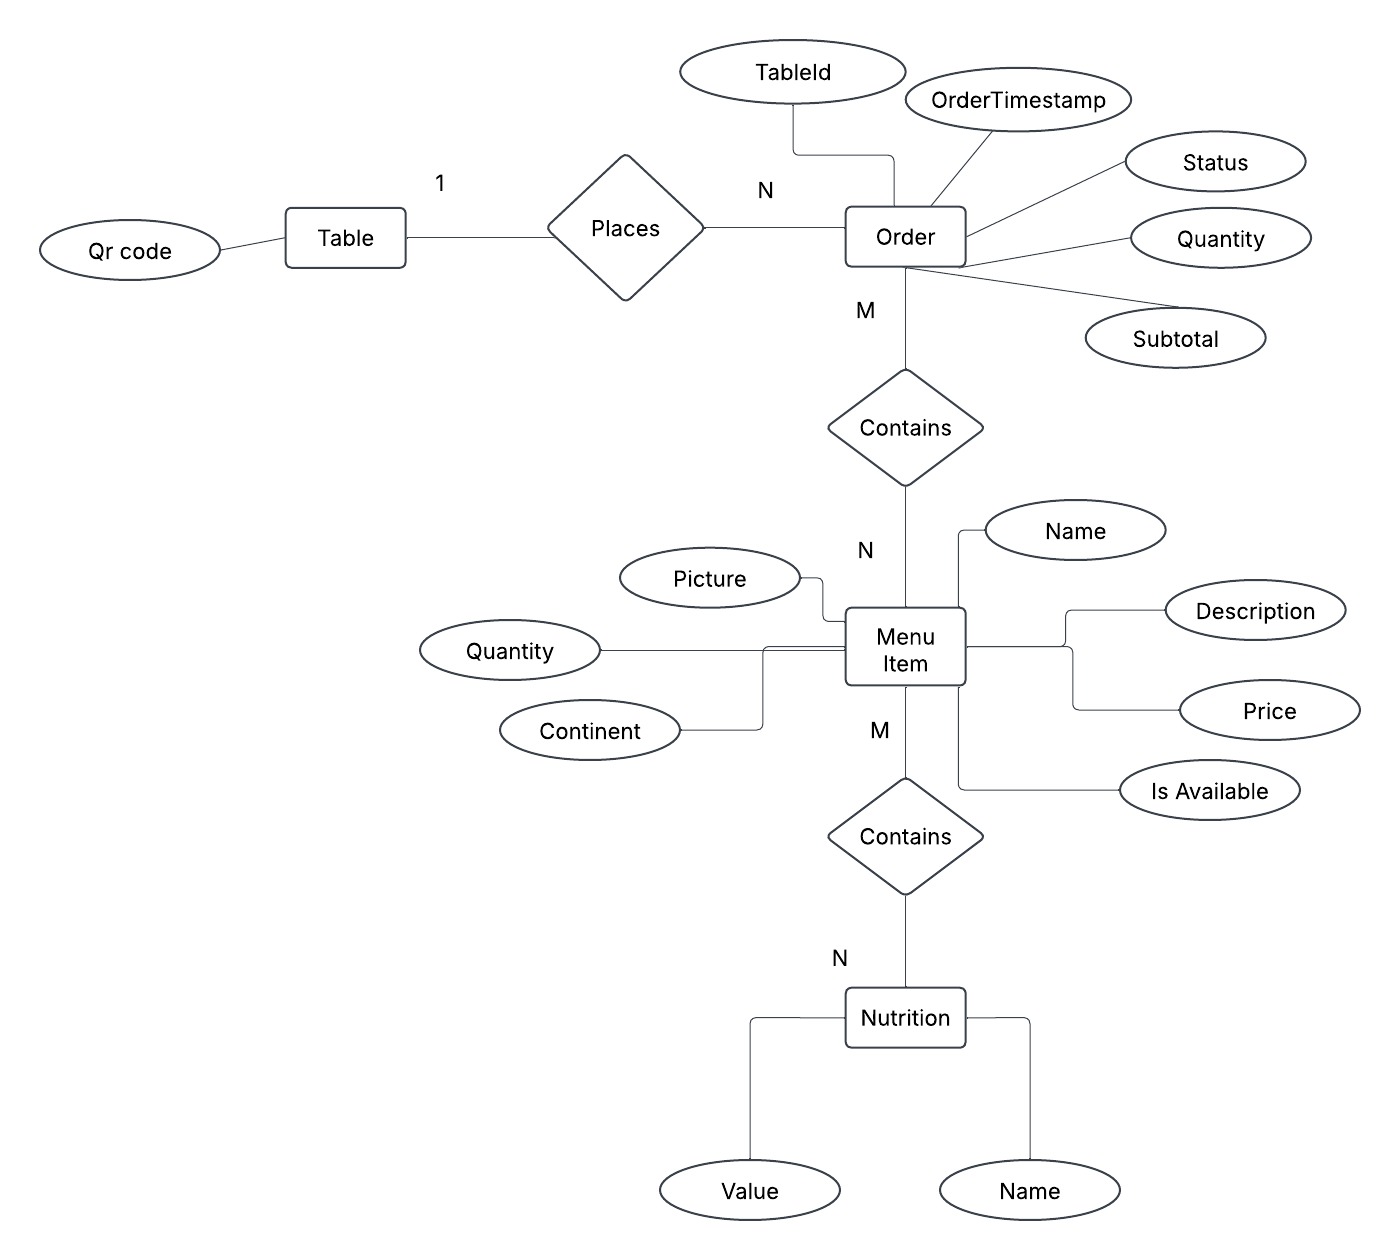 TableId
OrderTimestamp
Status
1
N
Qr code
Table
Places
Order
Quantity
M
Subtotal
Contains
Name
N
Picture
Description
Quantity
Menu
Item
Continent
M
Price
Is Available
Contains
N
Nutrition
Value
Name